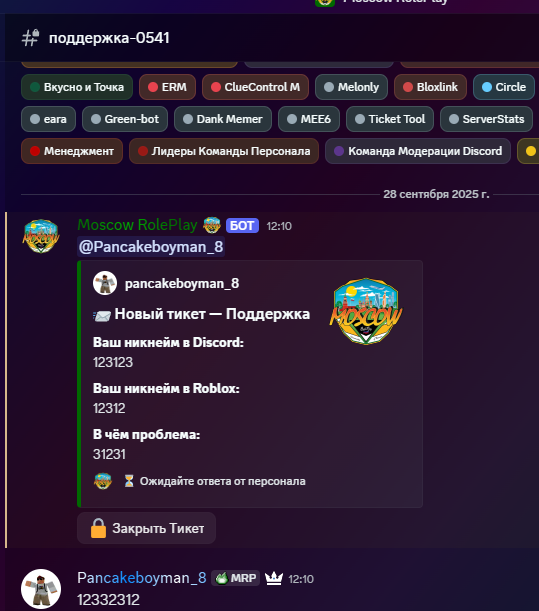 Moscow RolePlay
поддержка-0541
Вкусно и Точка ERM ClueControl M Melonly Bloxlink Circle
eara Green-bot Dank Memer MEE6 Ticket Tool ServerStats
Менеджмент Лидеры Команды Персонала Команда Модерации Discord
28 сентября 2025 г.
Moscow RolePlay БОТ 12:10
@Pancakeboyman_8
pancakeboyman_8
Новый тикет — Поддержка
MOSCOW
Ваш никнейм в Discord:
123123
Ваш никнейм в Roblox:
12312
В чём проблема:
31231
Ожидайте ответа от персонала
Закрыть Тикет
Pancakeboyman_8 MRP 12:10
12332312